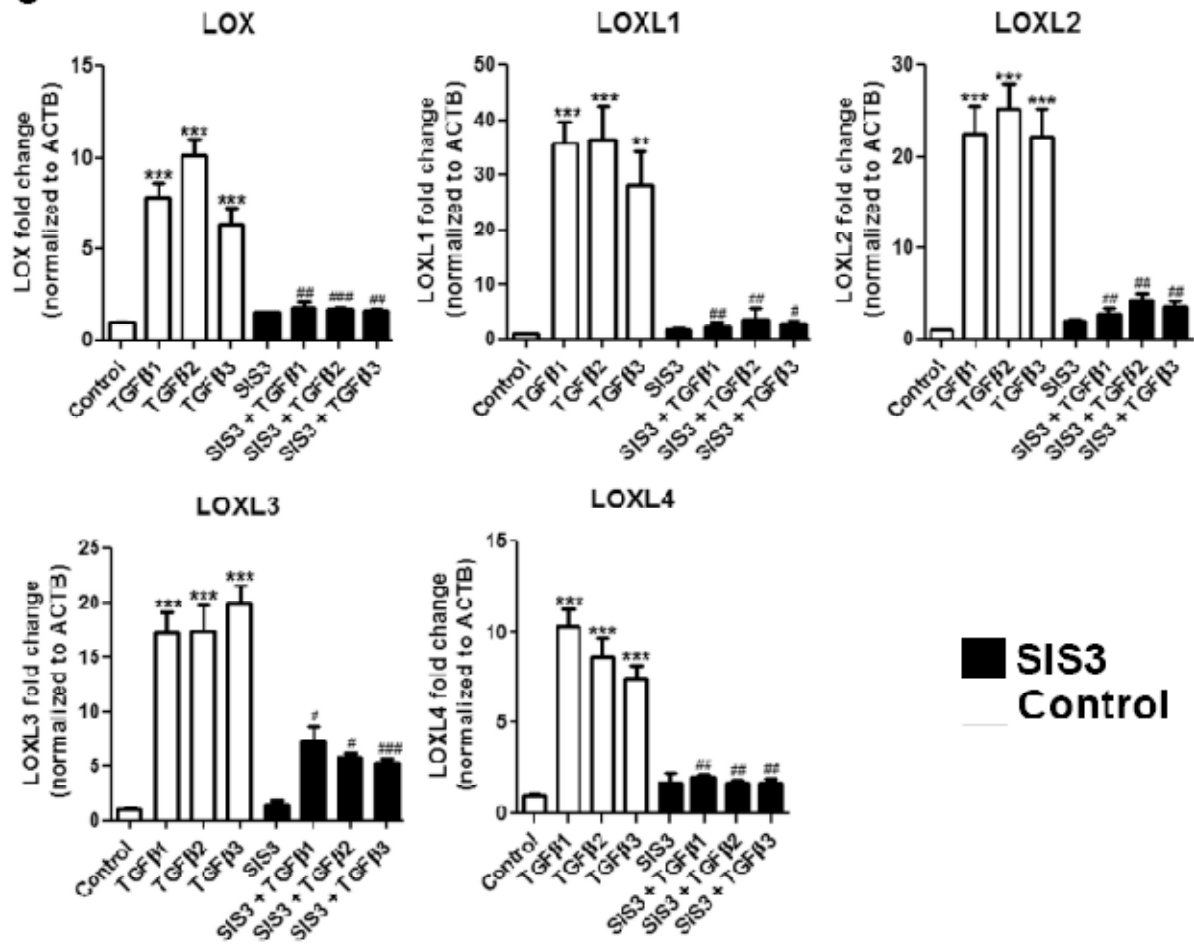 LOX
LOX fold change
(normalized to ACTB)
15
10
5
0
*** *** ***
## ### ##
Control TGFβ1 TGFβ2 TGFβ3 SIS3 SIS3 + TGFβ1 SIS3 + TGFβ2 SIS3 + TGFβ3
LOXL1
LOXL1 fold change
(normalized to ACTB)
50
40
30
20
10
0
*** *** **
## ## #
Control TGFβ1 TGFβ2 TGFβ3 SIS3 SIS3 + TGFβ1 SIS3 + TGFβ2 SIS3 + TGFβ3
LOXL2
LOXL2 fold change
(normalized to ACTB)
30
20
10
0
*** *** ***
## ## ##
Control TGFβ1 TGFβ2 TGFβ3 SIS3 SIS3 + TGFβ1 SIS3 + TGFβ2 SIS3 + TGFβ3
LOXL3
LOXL3 fold change
(normalized to ACTB)
25
20
15
10
5
0
*** *** ***
# # ###
Control TGFβ1 TGFβ2 TGFβ3 SIS3 SIS3 + TGFβ1 SIS3 + TGFβ2 SIS3 + TGFβ3
LOXL4
LOXL4 fold change
(normalized to ACTB)
15
10
5
0
*** *** ***
## ## ##
Control TGFβ1 TGFβ2 TGFβ3 SIS3 SIS3 + TGFβ1 SIS3 + TGFβ2 SIS3 + TGFβ3
SIS3
Control